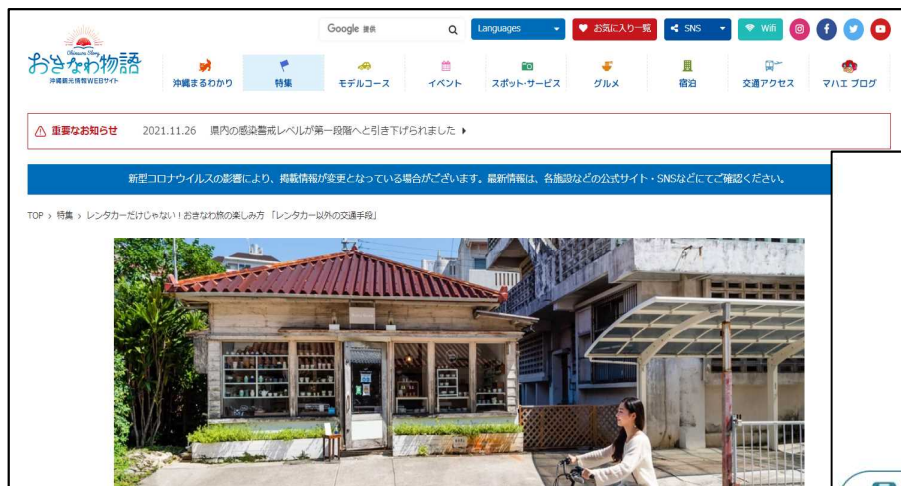 Google 提供
Languages
お気に入り一覧
SNS
Wifi
Okinawa Story
おきなわ物語
沖縄観光情報WEBサイト
沖縄まるわかり
特集
モデルコース
イベント
スポット・サービス
グルメ
宿泊
交通アクセス
マハエ ブログ
重要なお知らせ 2021.11.26 県内の感染警戒レベルが第一段階へと引き下げられました
新型コロナウイルスの影響により、掲載情報が変更となっている場合がございます。最新情報は、各施設などの公式サイト・SNSなどにてご確認ください。
TOP › 特集 › レンタカーだけじゃない！おきなわ旅の楽しみ方 「レンタカー以外の交通手段」